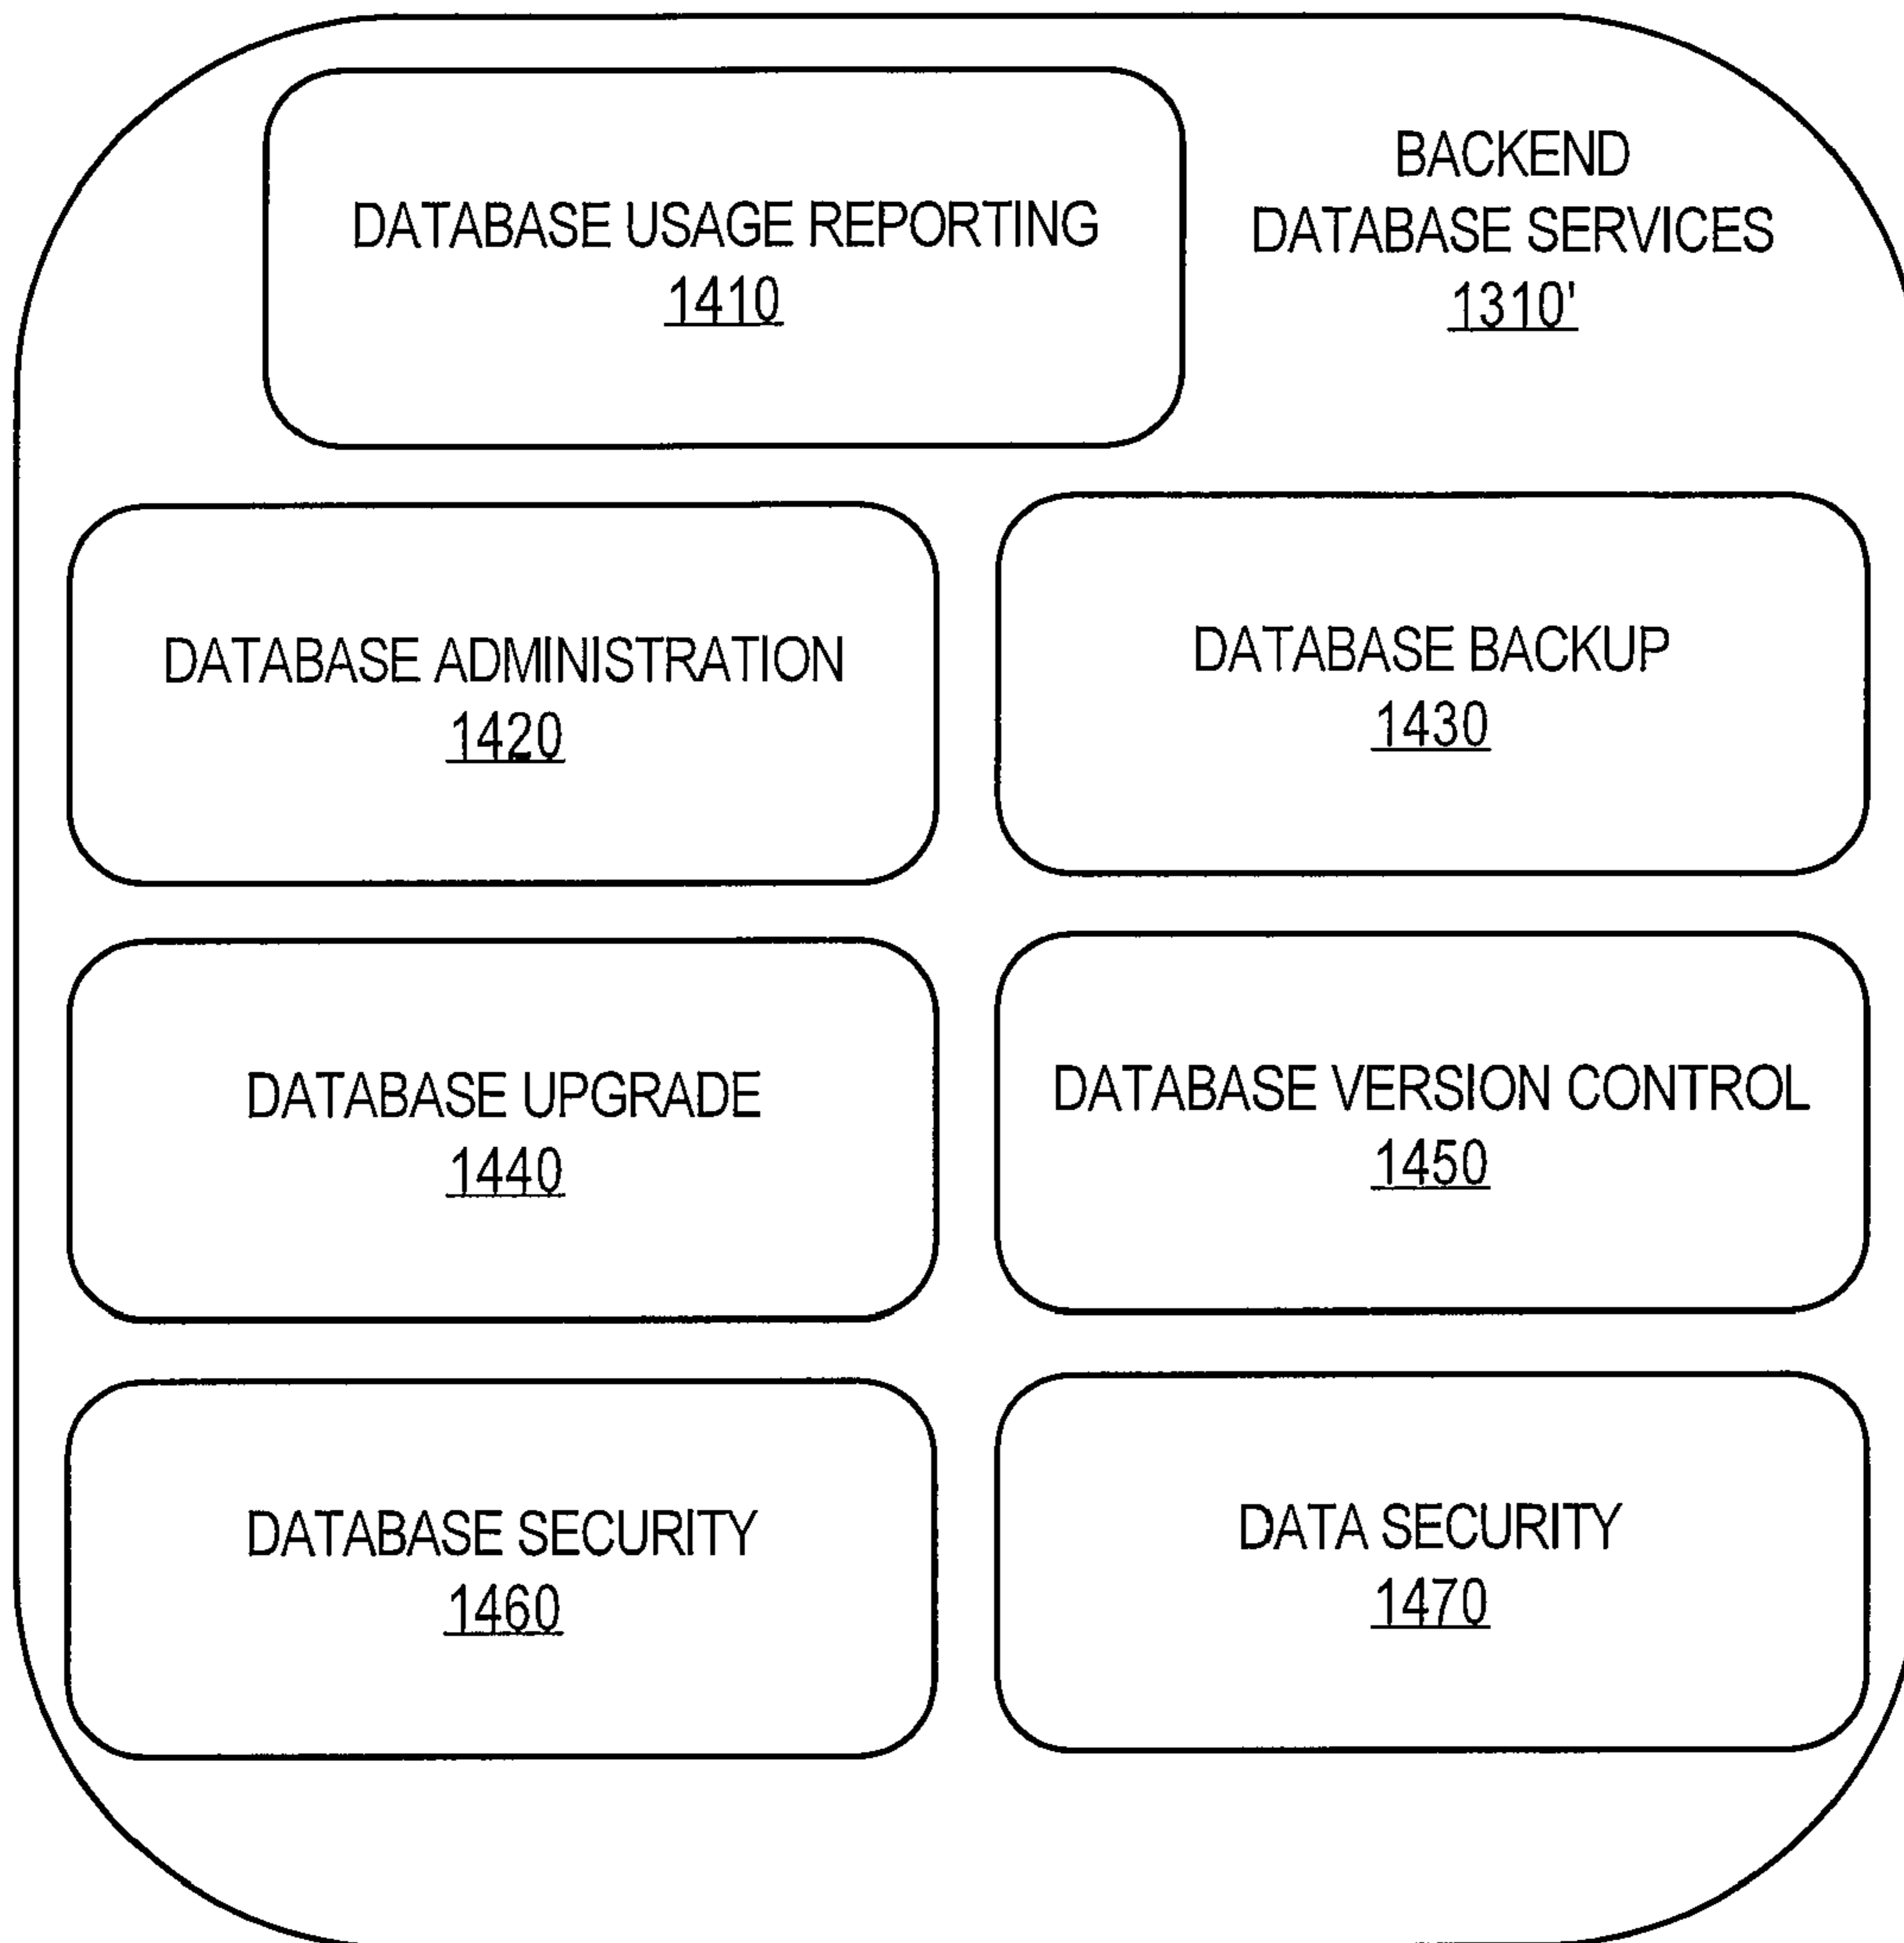 DATABASE USAGE REPORTING
1410
BACKEND
DATABASE SERVICES
1310'
DATABASE ADMINISTRATION
1420
DATABASE BACKUP
1430
DATABASE UPGRADE
1440
DATABASE VERSION CONTROL
1450
DATABASE SECURITY
1460
DATA SECURITY
1470